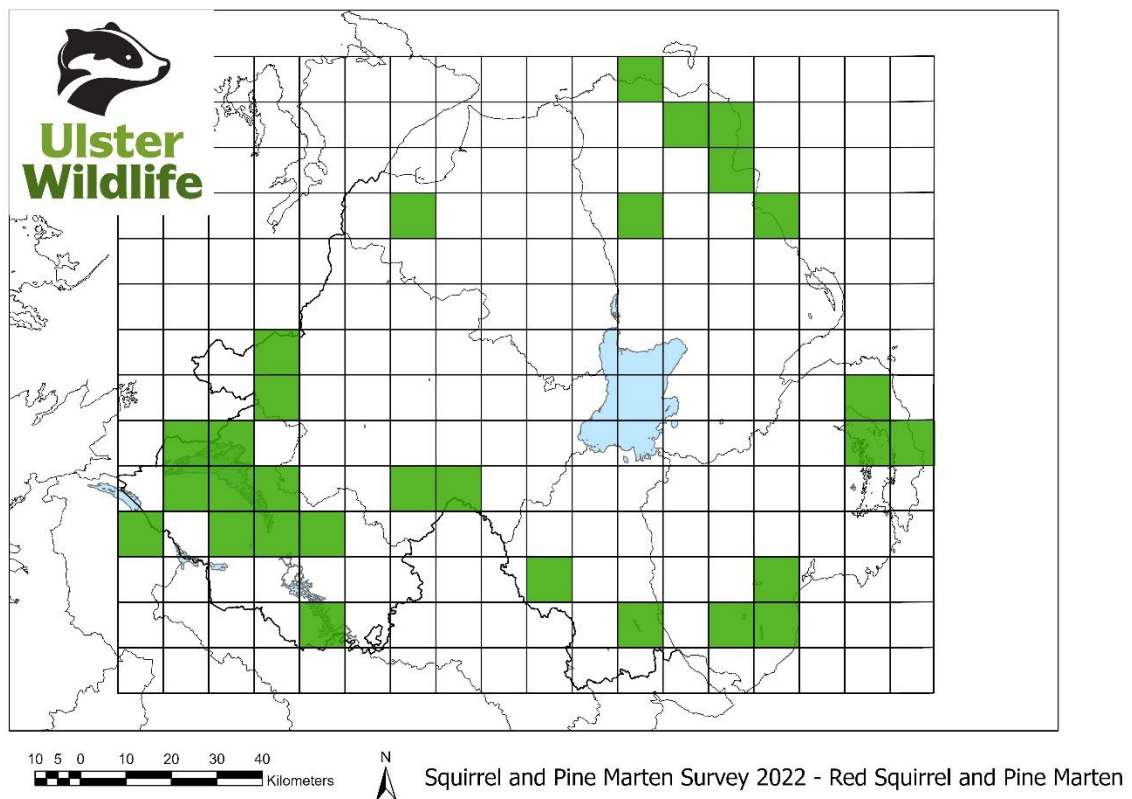 Ulster
Wildlife
10 5 0 10 20 30 40
Kilometers
N
Squirrel and Pine Marten Survey 2022 - Red Squirrel and Pine Marten